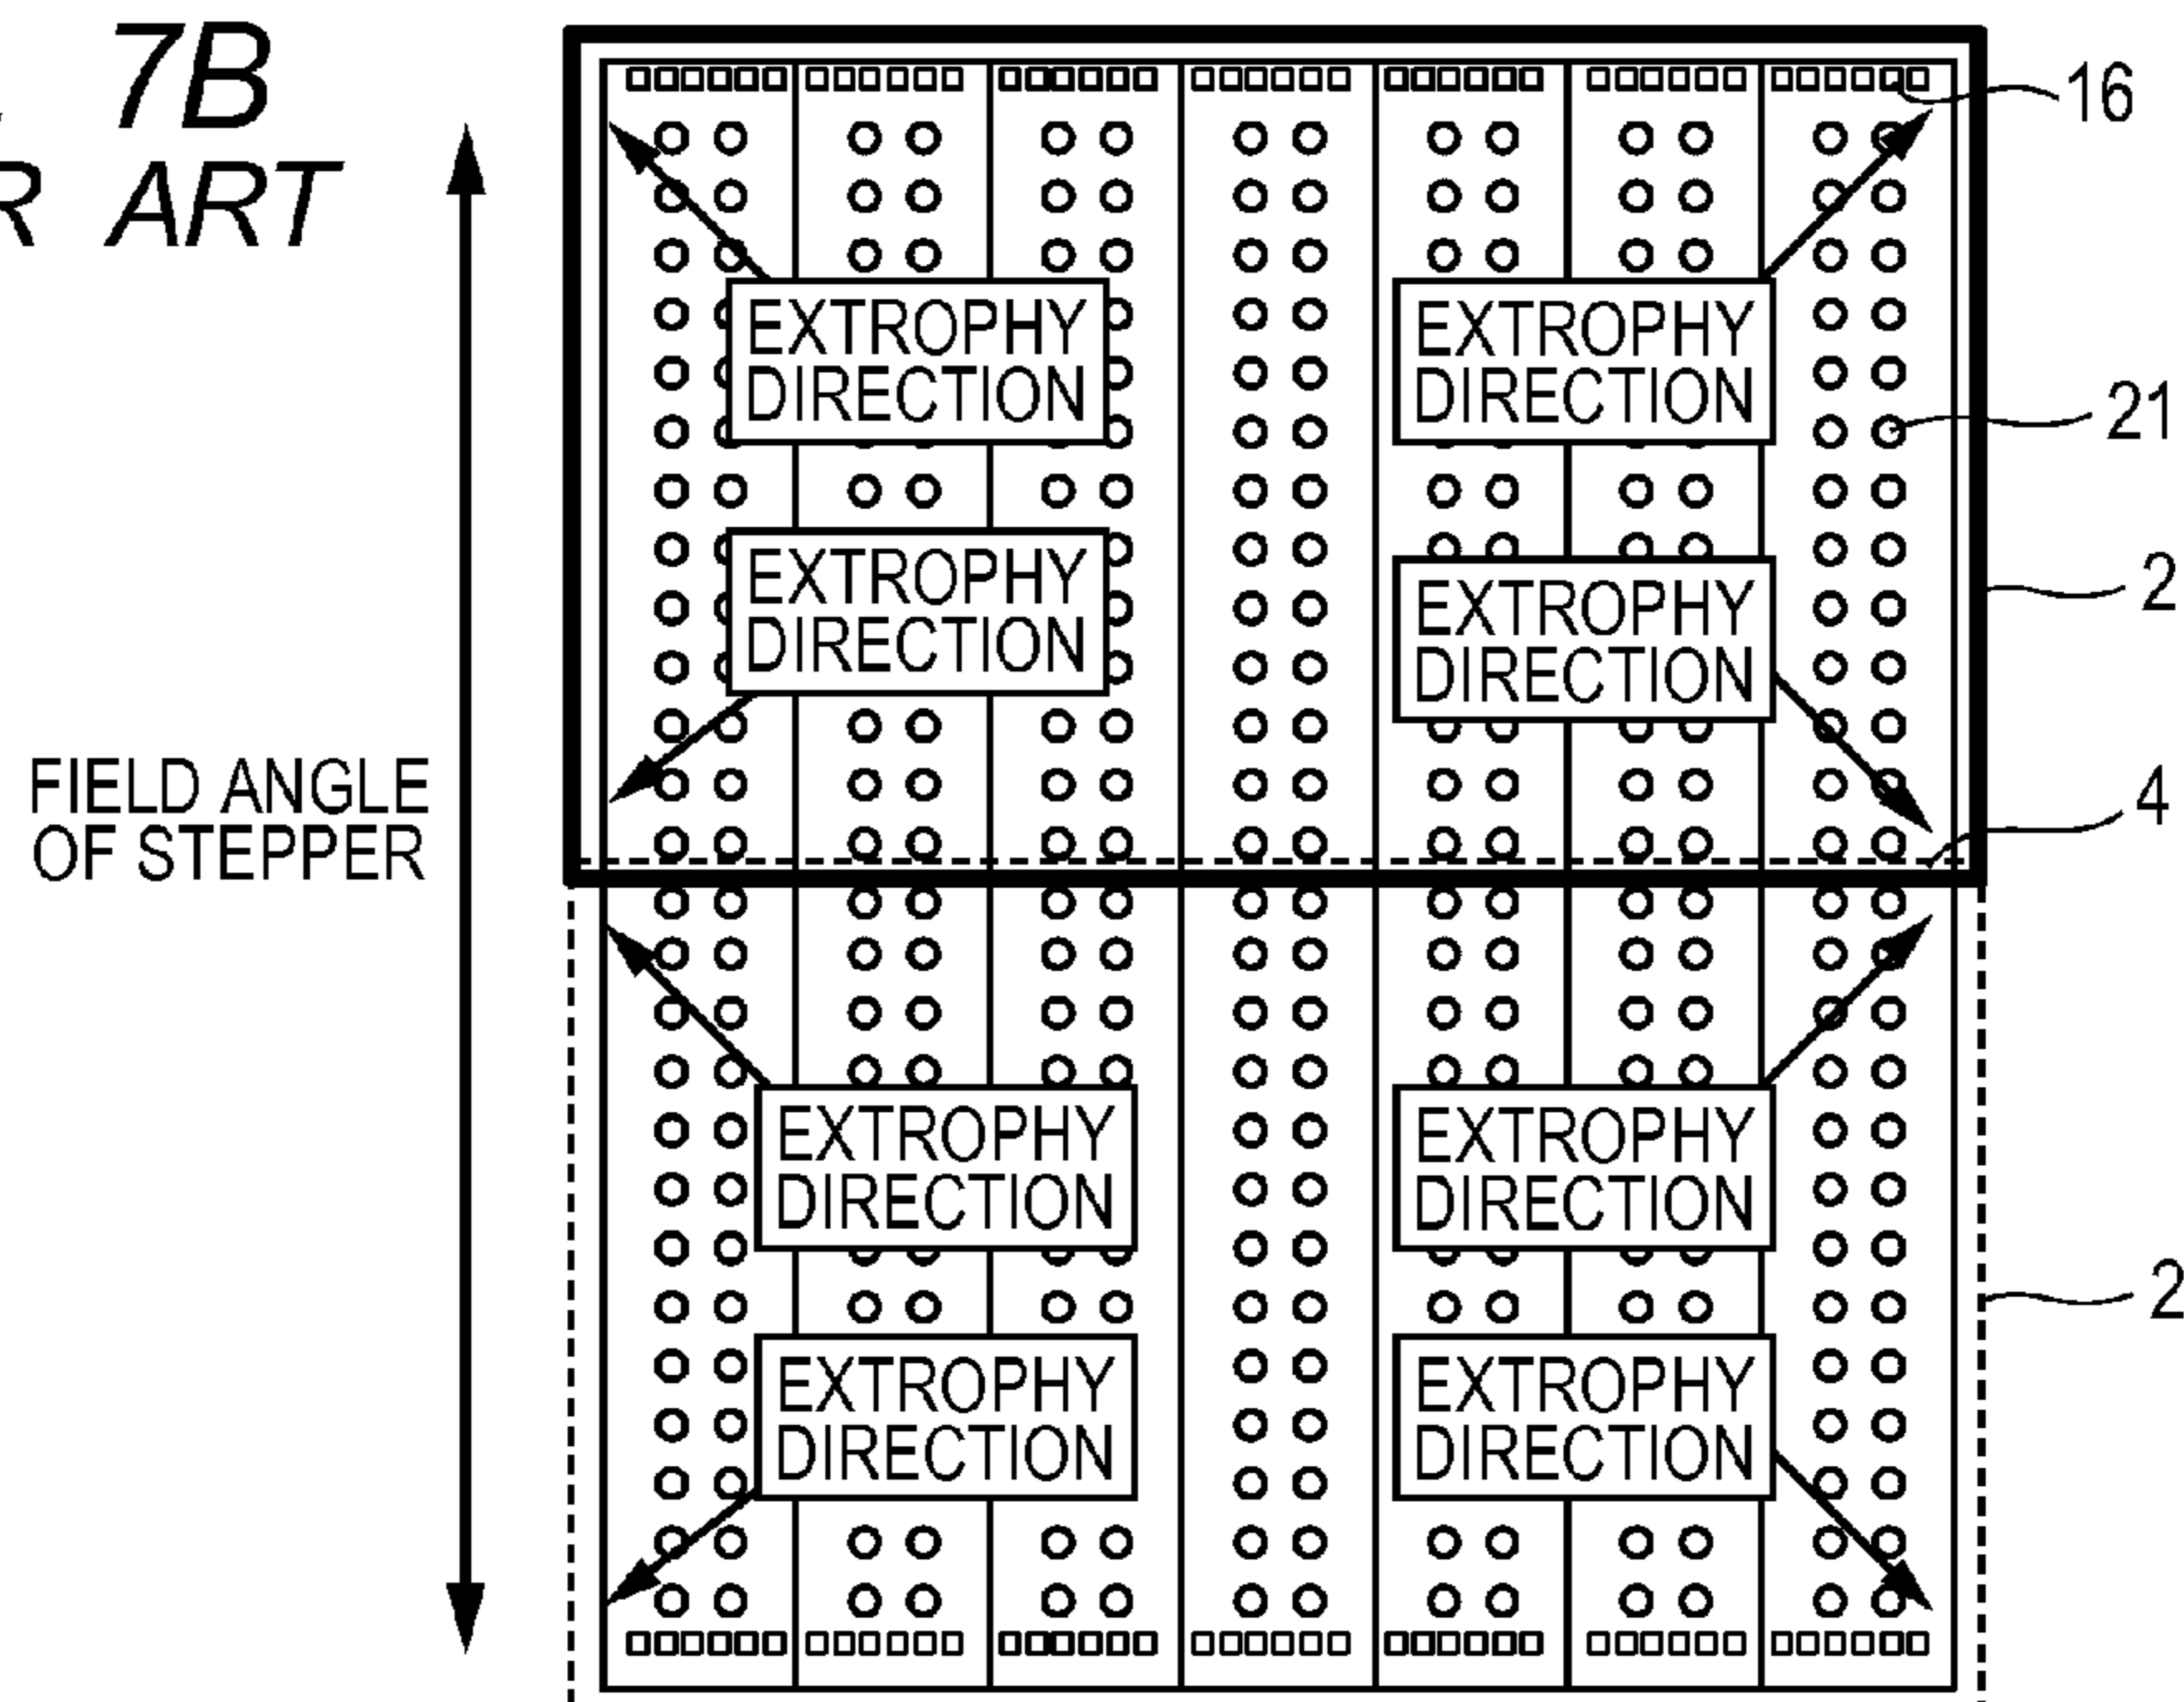 7B
R ART
16
EXTROPHY
DIRECTION
EXTROPHY
DIRECTION
21
EXTROPHY
DIRECTION
EXTROPHY
DIRECTION
2
FIELD ANGLE
OF STEPPER
4
EXTROPHY
DIRECTION
EXTROPHY
DIRECTION
2
EXTROPHY
DIRECTION
EXTROPHY
DIRECTION